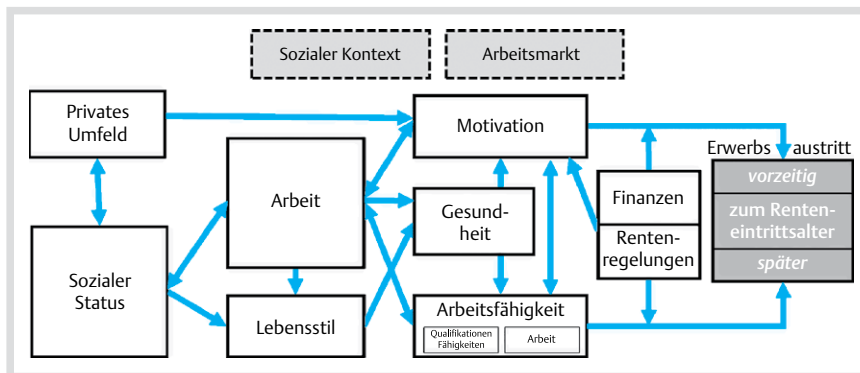 Sozialer Kontext
Arbeitsmarkt
Privates
Umfeld
Motivation
Erwerbs austritt
vorzeitig
zum Renten-
eintrittsalter
später
Arbeit
Gesund-
heit
Finanzen
Renten-
regelungen
Sozialer
Status
Lebensstil
Arbeitsfähigkeit
Qualifikationen
Fähigkeiten
Arbeit